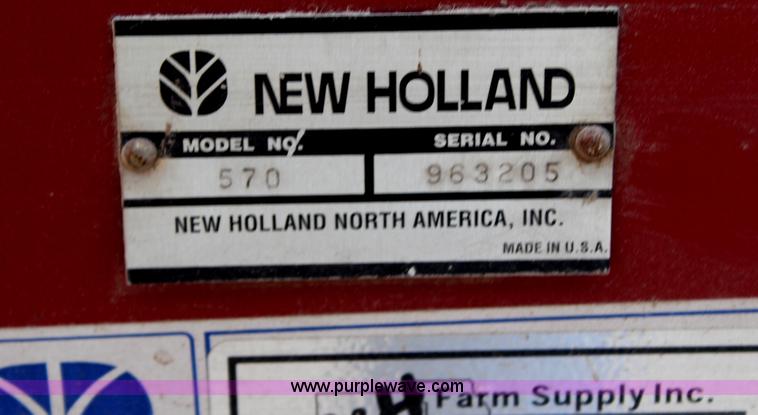 NEW HOLLAND
MODEL NO. SERIAL NO.
570 963205
NEW HOLLAND NORTH AMERICA, INC.
MADE IN U.S.A.
www.purplewave.com
Farm Supply Inc.